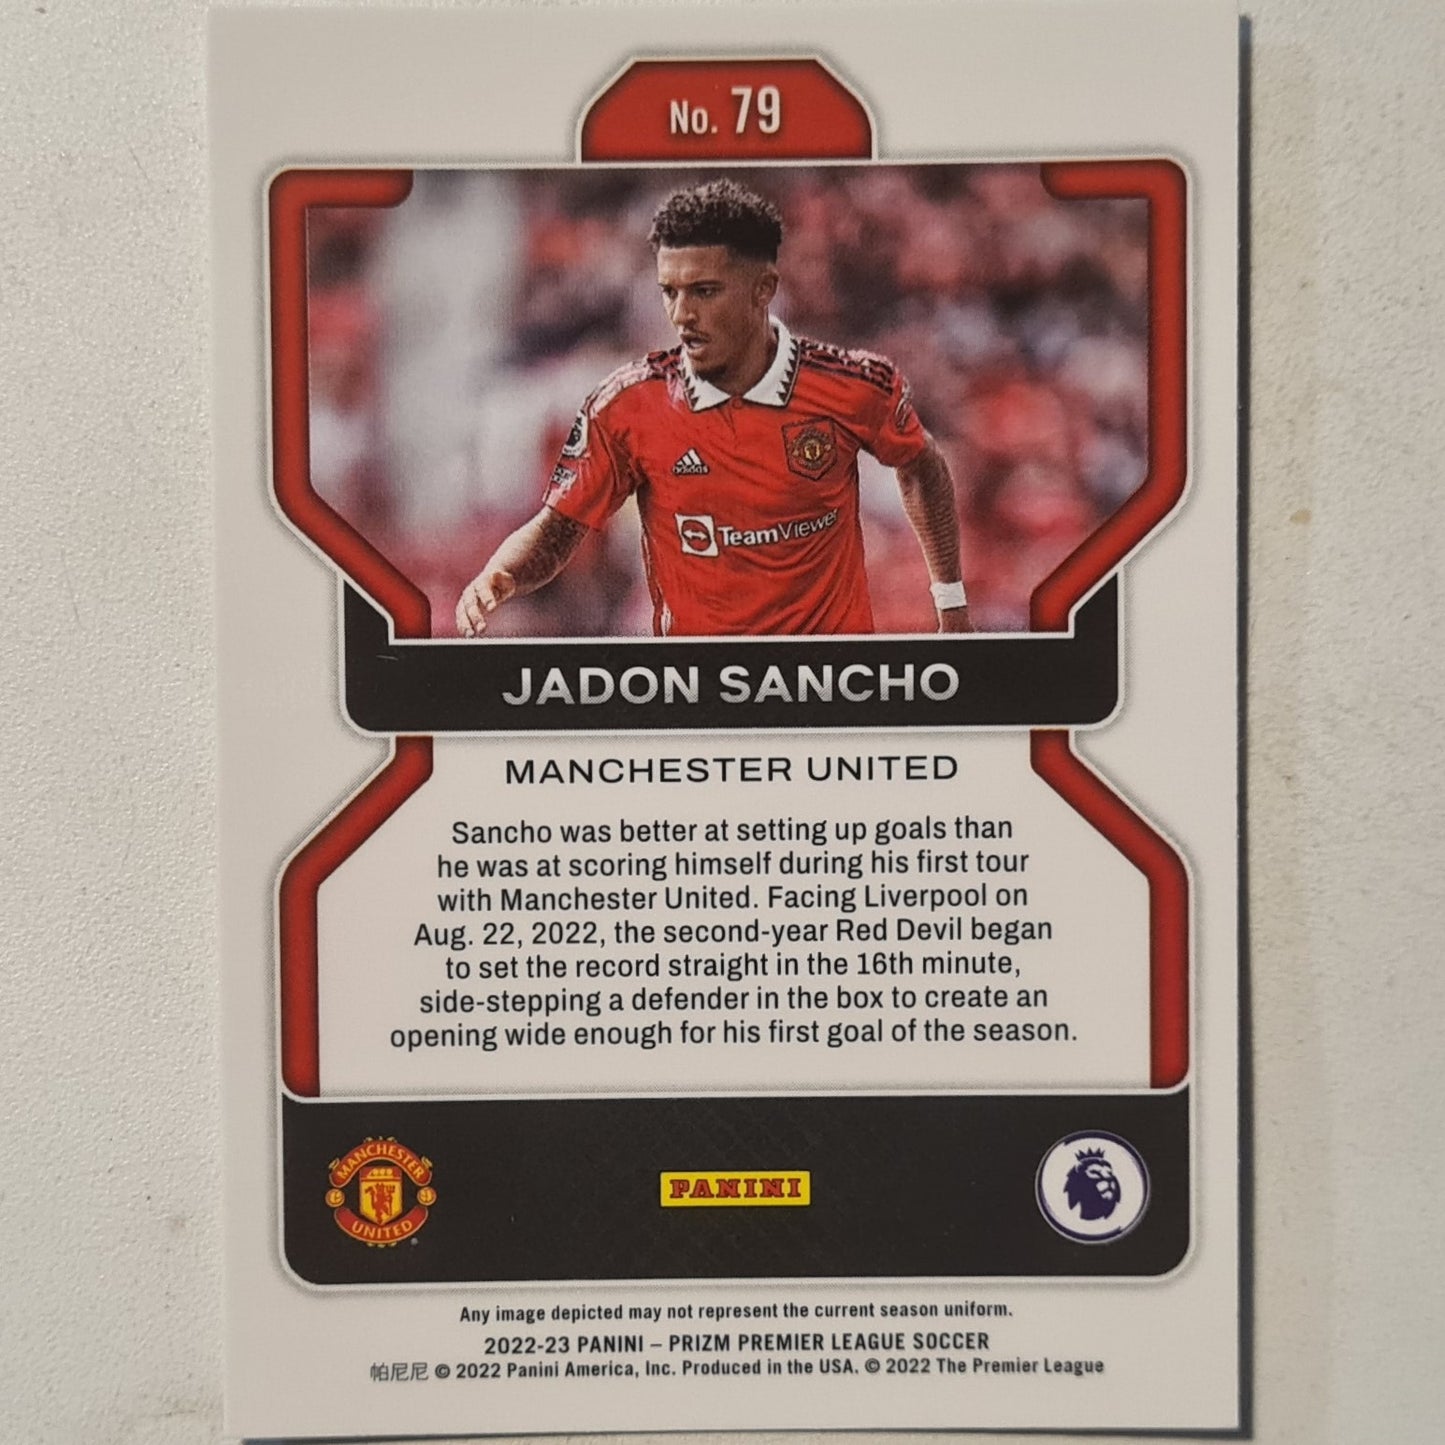 No. 79
adidas
TeamViewer
JADON SANCHO
MANCHESTER UNITED
Sancho was better at setting up goals than
he was at scoring himself during his first tour
with Manchester United. Facing Liverpool on
Aug. 22, 2022, the second-year Red Devil began
to set the record straight in the 16th minute,
side-stepping a defender in the box to create an
opening wide enough for his first goal of the season.
MANCHESTER
UNITED
PANINI
Any image depicted may not represent the current season uniform.
2022-23 PANINI – PRIZM PREMIER LEAGUE SOCCER
帕尼尼 © 2022 Panini America, Inc. Produced in the USA. © 2022 The Premier League